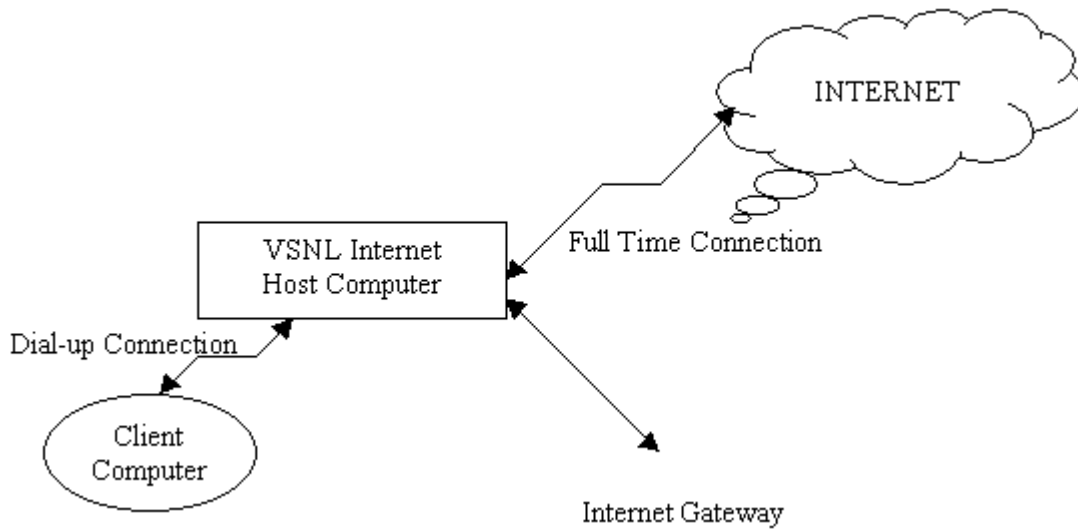 INTERNET
Full Time Connection
VSNL Internet
Host Computer
Dial-up Connection
Client
Computer
Internet Gateway